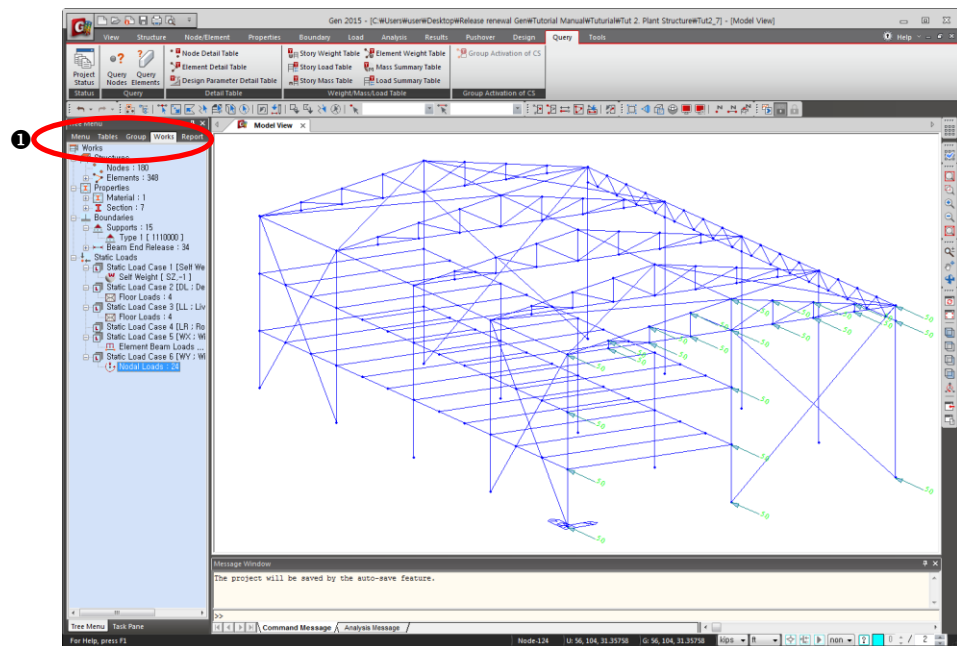 Gen 2015 - [C:₩Users₩user₩Desktop₩Release renewal Gen₩Tutorial Manual₩Tuturial₩Tut 2. Plant Structure₩Tut2_7] - [Model View]
View Structure Node/Element Properties Boundary Load Analysis Results Pushover Design Query Tools Help
Project Status
Query Nodes
Query Elements
Node Detail Table
Element Detail Table
Design Parameter Detail Table
Story Weight Table
Story Load Table
Story Mass Table
Element Weight Table
Mass Summary Table
Load Summary Table
Group Activation of CS
Status Query Detail Table Weight/Mass/Load Table Group Activation of CS
❶
Tree Menu
Model View
Menu Tables Group Works Report
Works
Structures
Nodes : 180
Elements : 348
Properties
Material : 1
Section : 7
Boundaries
Supports : 15
Type 1 [ 1110000 ]
Beam End Release : 34
Static Loads
Static Load Case 1 [Self We
Self Weight [ SZ,-1 ]
Static Load Case 2 [DL ; De
Floor Loads : 4
Static Load Case 3 [LL ; Liv
Floor Loads : 4
Static Load Case 4 [LR ; Ro
Static Load Case 5 [WX ; WI
Element Beam Loads ...
Static Load Case 6 [WY ; WI
Nodal Loads : 24
Message Window
The project will be saved by the auto-save feature.
>>
Tree Menu Task Pane
Command Message Analysis Message
For Help, press F1
Node-124 U: 56, 104, 31.35758 G: 56, 104, 31.35758 kips ft non 0 / 2